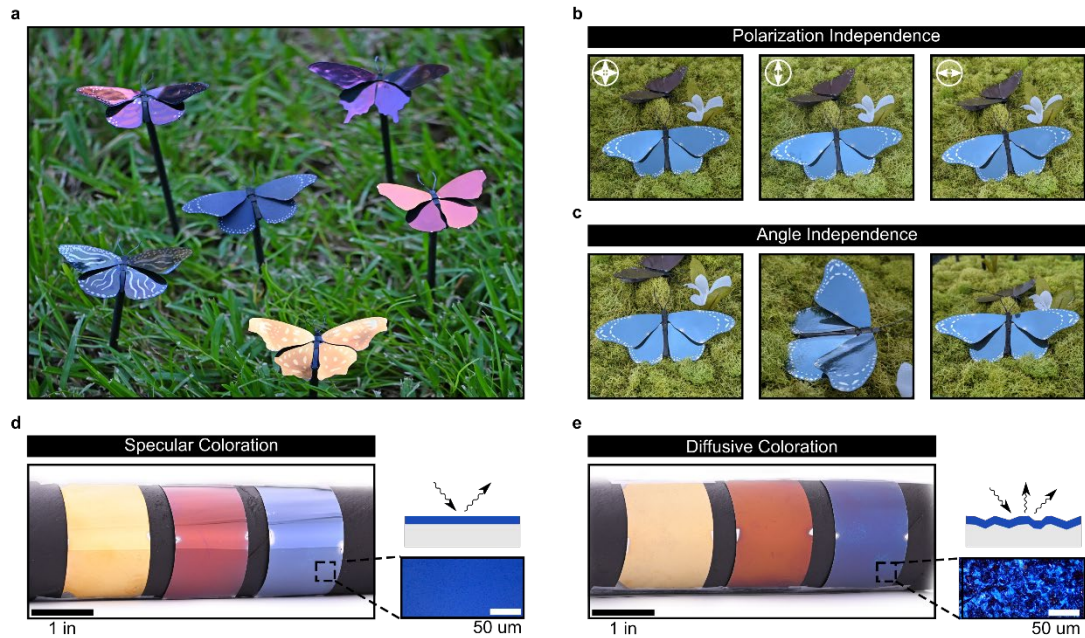 a
b
Polarization Independence
c
Angle Independence
d
Specular Coloration
1 in
50 um
e
Diffusive Coloration
1 in
50 um